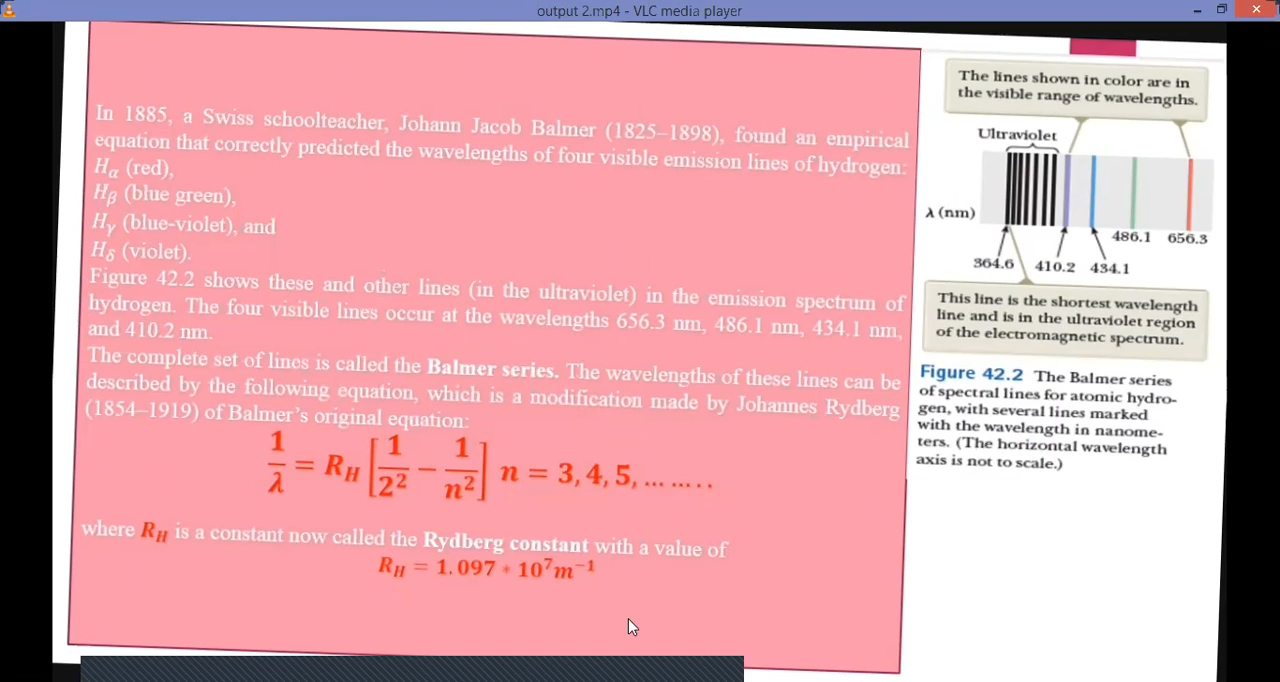 output 2.mp4 - VLC media player
In 1885, a Swiss schoolteacher, Johann Jacob Balmer (1825–1898), found an empirical
equation that correctly predicted the wavelengths of four visible emission lines of hydrogen:
Hα (red),
Hβ (blue green),
Hγ (blue-violet), and
Hδ (violet).
Figure 42.2 shows these and other lines (in the ultraviolet) in the emission spectrum of
hydrogen. The four visible lines occur at the wavelengths 656.3 nm, 486.1 nm, 434.1 nm,
and 410.2 nm.
The complete set of lines is called the Balmer series. The wavelengths of these lines can be
described by the following equation, which is a modification made by Johannes Rydberg
(1854–1919) of Balmer's original equation:
1/λ = R_H [1/2² − 1/n²] n = 3, 4, 5, ... ... . .
where R_H is a constant now called the Rydberg constant with a value of
R_H = 1.097 * 10⁷m⁻¹
The lines shown in color are in
the visible range of wavelengths.
Ultraviolet
λ (nm)
486.1 656.3
364.6 410.2 434.1
This line is the shortest wavelength
line and is in the ultraviolet region
of the electromagnetic spectrum.
Figure 42.2 The Balmer series
of spectral lines for atomic hydro-
gen, with several lines marked
with the wavelength in nanome-
ters. (The horizontal wavelength
axis is not to scale.)